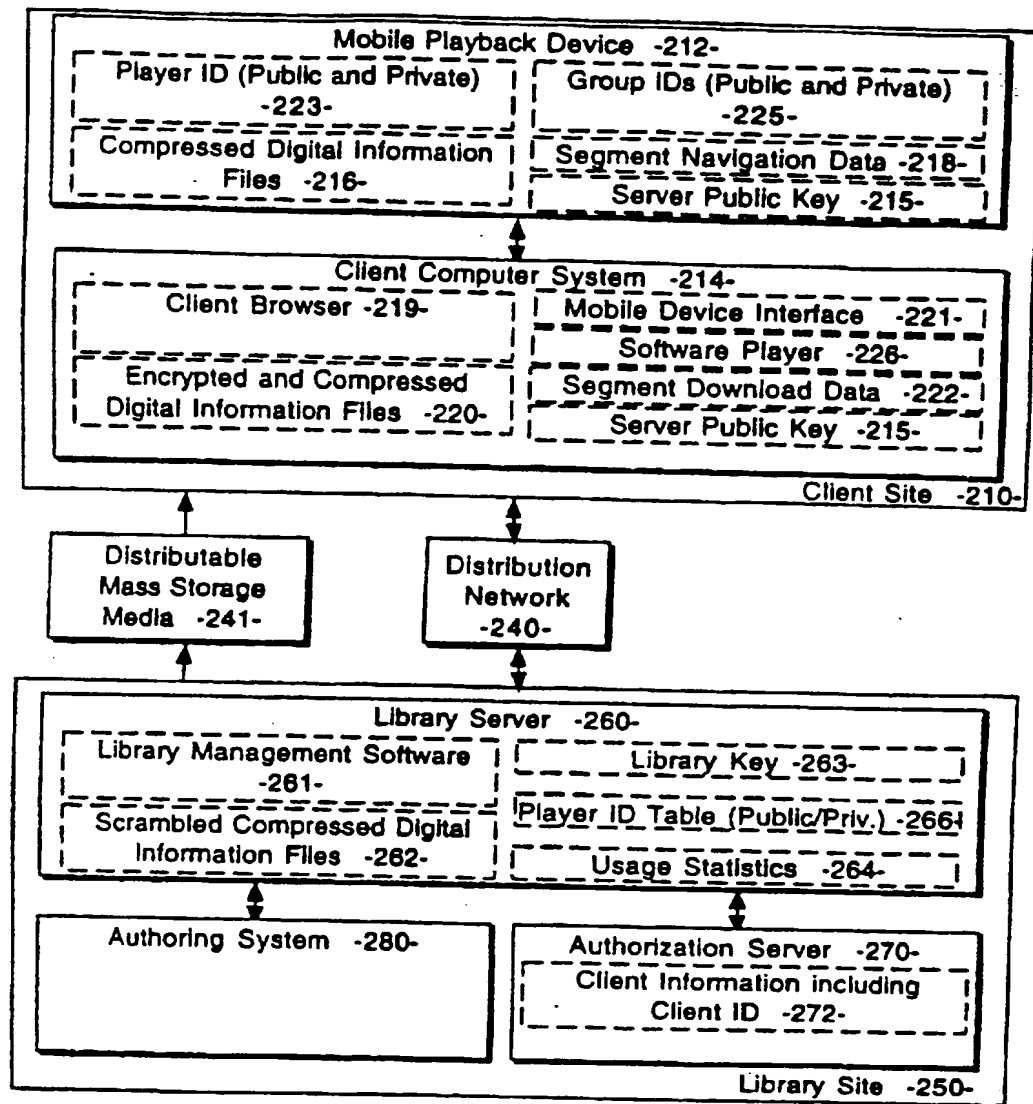 Mobile Playback Device -212-
Player ID (Public and Private)
-223-
Group IDs (Public and Private)
-225-
Compressed Digital Information
Files -216-
Segment Navigation Data -218-
Server Public Key -215-
Client Computer System -214-
Client Browser -219-
Mobile Device Interface -221-
Software Player -226-
Encrypted and Compressed
Digital Information Files -220-
Segment Download Data -222-
Server Public Key -215-
Client Site -210-
Distributable
Mass Storage
Media -241-
Distribution
Network
-240-
Library Server -260-
Library Management Software
-261-
Library Key -263-
Scrambled Compressed Digital
Information Files -262-
Player ID Table (Public/Priv.) -266-
Usage Statistics -264-
Authoring System -280-
Authorization Server -270-
Client Information including
Client ID -272-
Library Site -250-